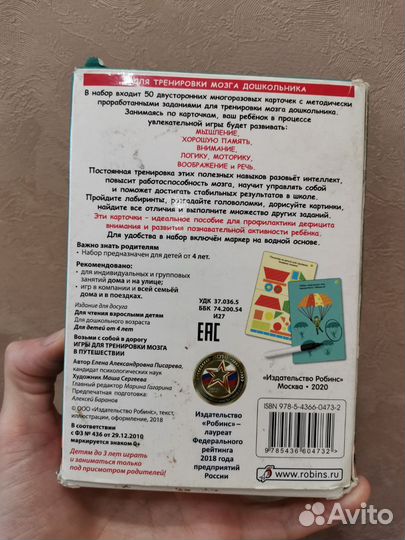 ДЛЯ ТРЕНИРОВКИ МОЗГА ДОШКОЛЬНИКА
В набор входит 50 двусторонних многоразовых карточек с методически
проработанными заданиями для тренировки мозга дошкольника.
Занимаясь по карточкам, ваш ребёнок в процессе
увлекательной игры будет развивать:
МЫШЛЕНИЕ,
ХОРОШУЮ ПАМЯТЬ,
ВНИМАНИЕ,
ЛОГИКУ, МОТОРИКУ,
ВООБРАЖЕНИЕ и РЕЧЬ.
Постоянная тренировка этих полезных навыков разовьёт интеллект,
повысит работоспособность мозга, научит управлять собой
и поможет достигать стабильных результатов в школе.
Пройдите лабиринты, разгадайте головоломки, дорисуйте картинки,
найдите все отличия и выполните множество других заданий.
Эти карточки – идеальное пособие для профилактики дефицита
внимания и развития познавательной активности ребёнка.
Для удобства в набор включён маркер на водной основе.
Важно знать родителям
• Набор предназначен для детей от 4 лет.
Рекомендовано:
• для индивидуальных и групповых
занятий дома и на улице;
• игр в компании и всей семьёй
дома и в поездках.
Издание для досуга
Для чтения взрослыми детям
Для дошкольного возраста
Для детей от 4 лет
Возьми с собой в дорогу
ИГРЫ ДЛЯ ТРЕНИРОВКИ МОЗГА
В ПУТЕШЕСТВИИ
Автор Елена Александровна Писарева,
кандидат психологических наук
Художник Маша Сергеева
Главный редактор Марина Гагарина
Предпечатная подготовка:
Алексей Баранов
© ООО «Издательство Робинс», текст,
иллюстрации, оформление, 2018
В соответствии
с ФЗ № 436 от 29.12.2010
маркируется знаком 0+
Детям до 3 лет играть
и заниматься только
под присмотром родителей!
УДК 37.036.5
ББК 74.200.54
И27
EAC
Издательство
«Робинс» –
лауреат
Федерального
рейтинга
2018 года
предприятий
России
«Издательство Робинс»
Москва • 2020
ISBN 978-5-4366-0473-2
9 785436 604732 >
www.robins.ru
Avito